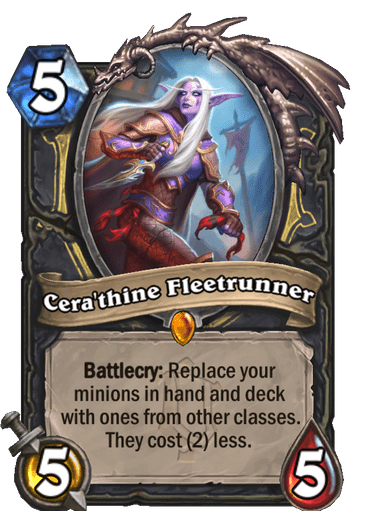 5
Cera'thine Fleetrunner
Battlecry: Replace your
minions in hand and deck
with ones from other classes.
They cost (2) less.
5
5